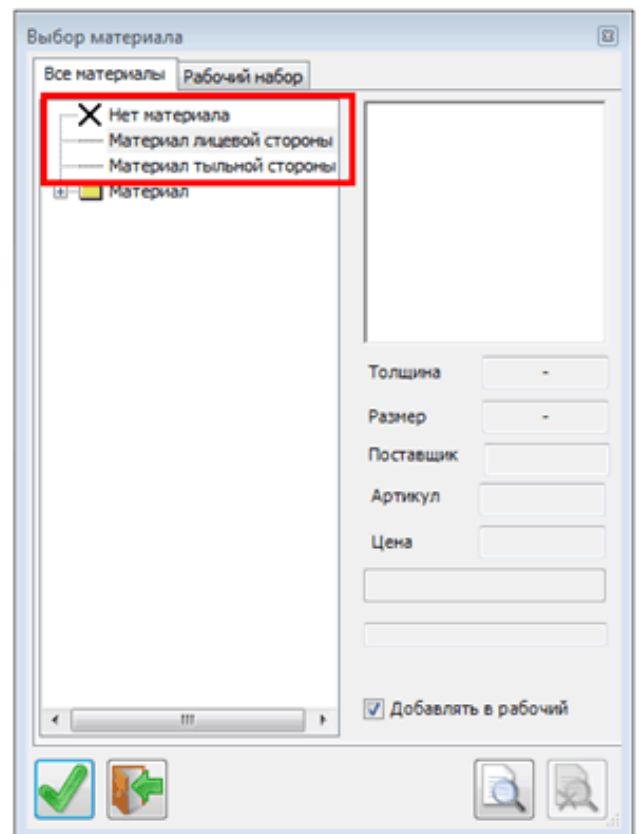 Выбор материала
Все материалы
Рабочий набор
Нет материала
Материал лицевой стороны
Материал тыльной стороны
Материал
Толщина
-
Размер
-
Поставщик
Артикул
Цена
Добавлять в рабочий